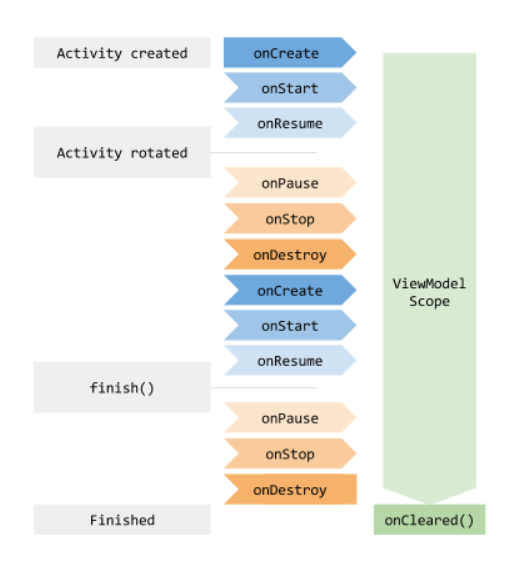 Activity created
onCreate
onStart
onResume
Activity rotated
onPause
onStop
onDestroy
onCreate
ViewModel
Scope
onStart
onResume
finish()
onPause
onStop
onDestroy
Finished
onCleared()